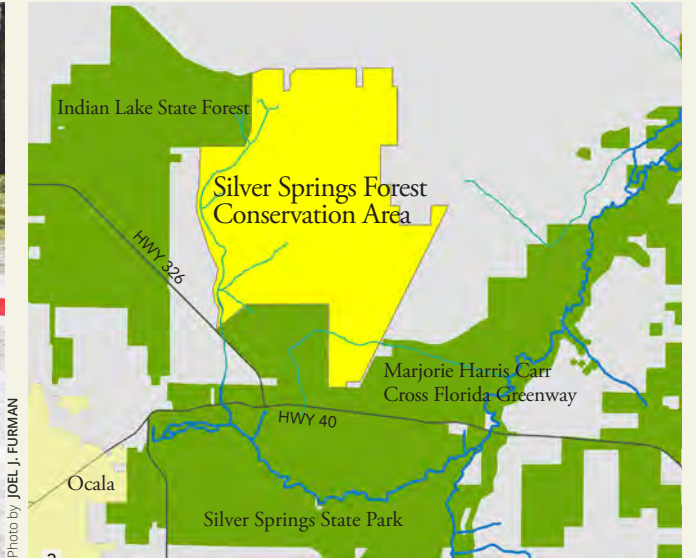 Indian Lake State Forest
Silver Springs Forest
Conservation Area
HWY 326
Marjorie Harris Carr
Cross Florida Greenway
HWY 40
Ocala
Silver Springs State Park
Photo by JOEL J. FURMAN